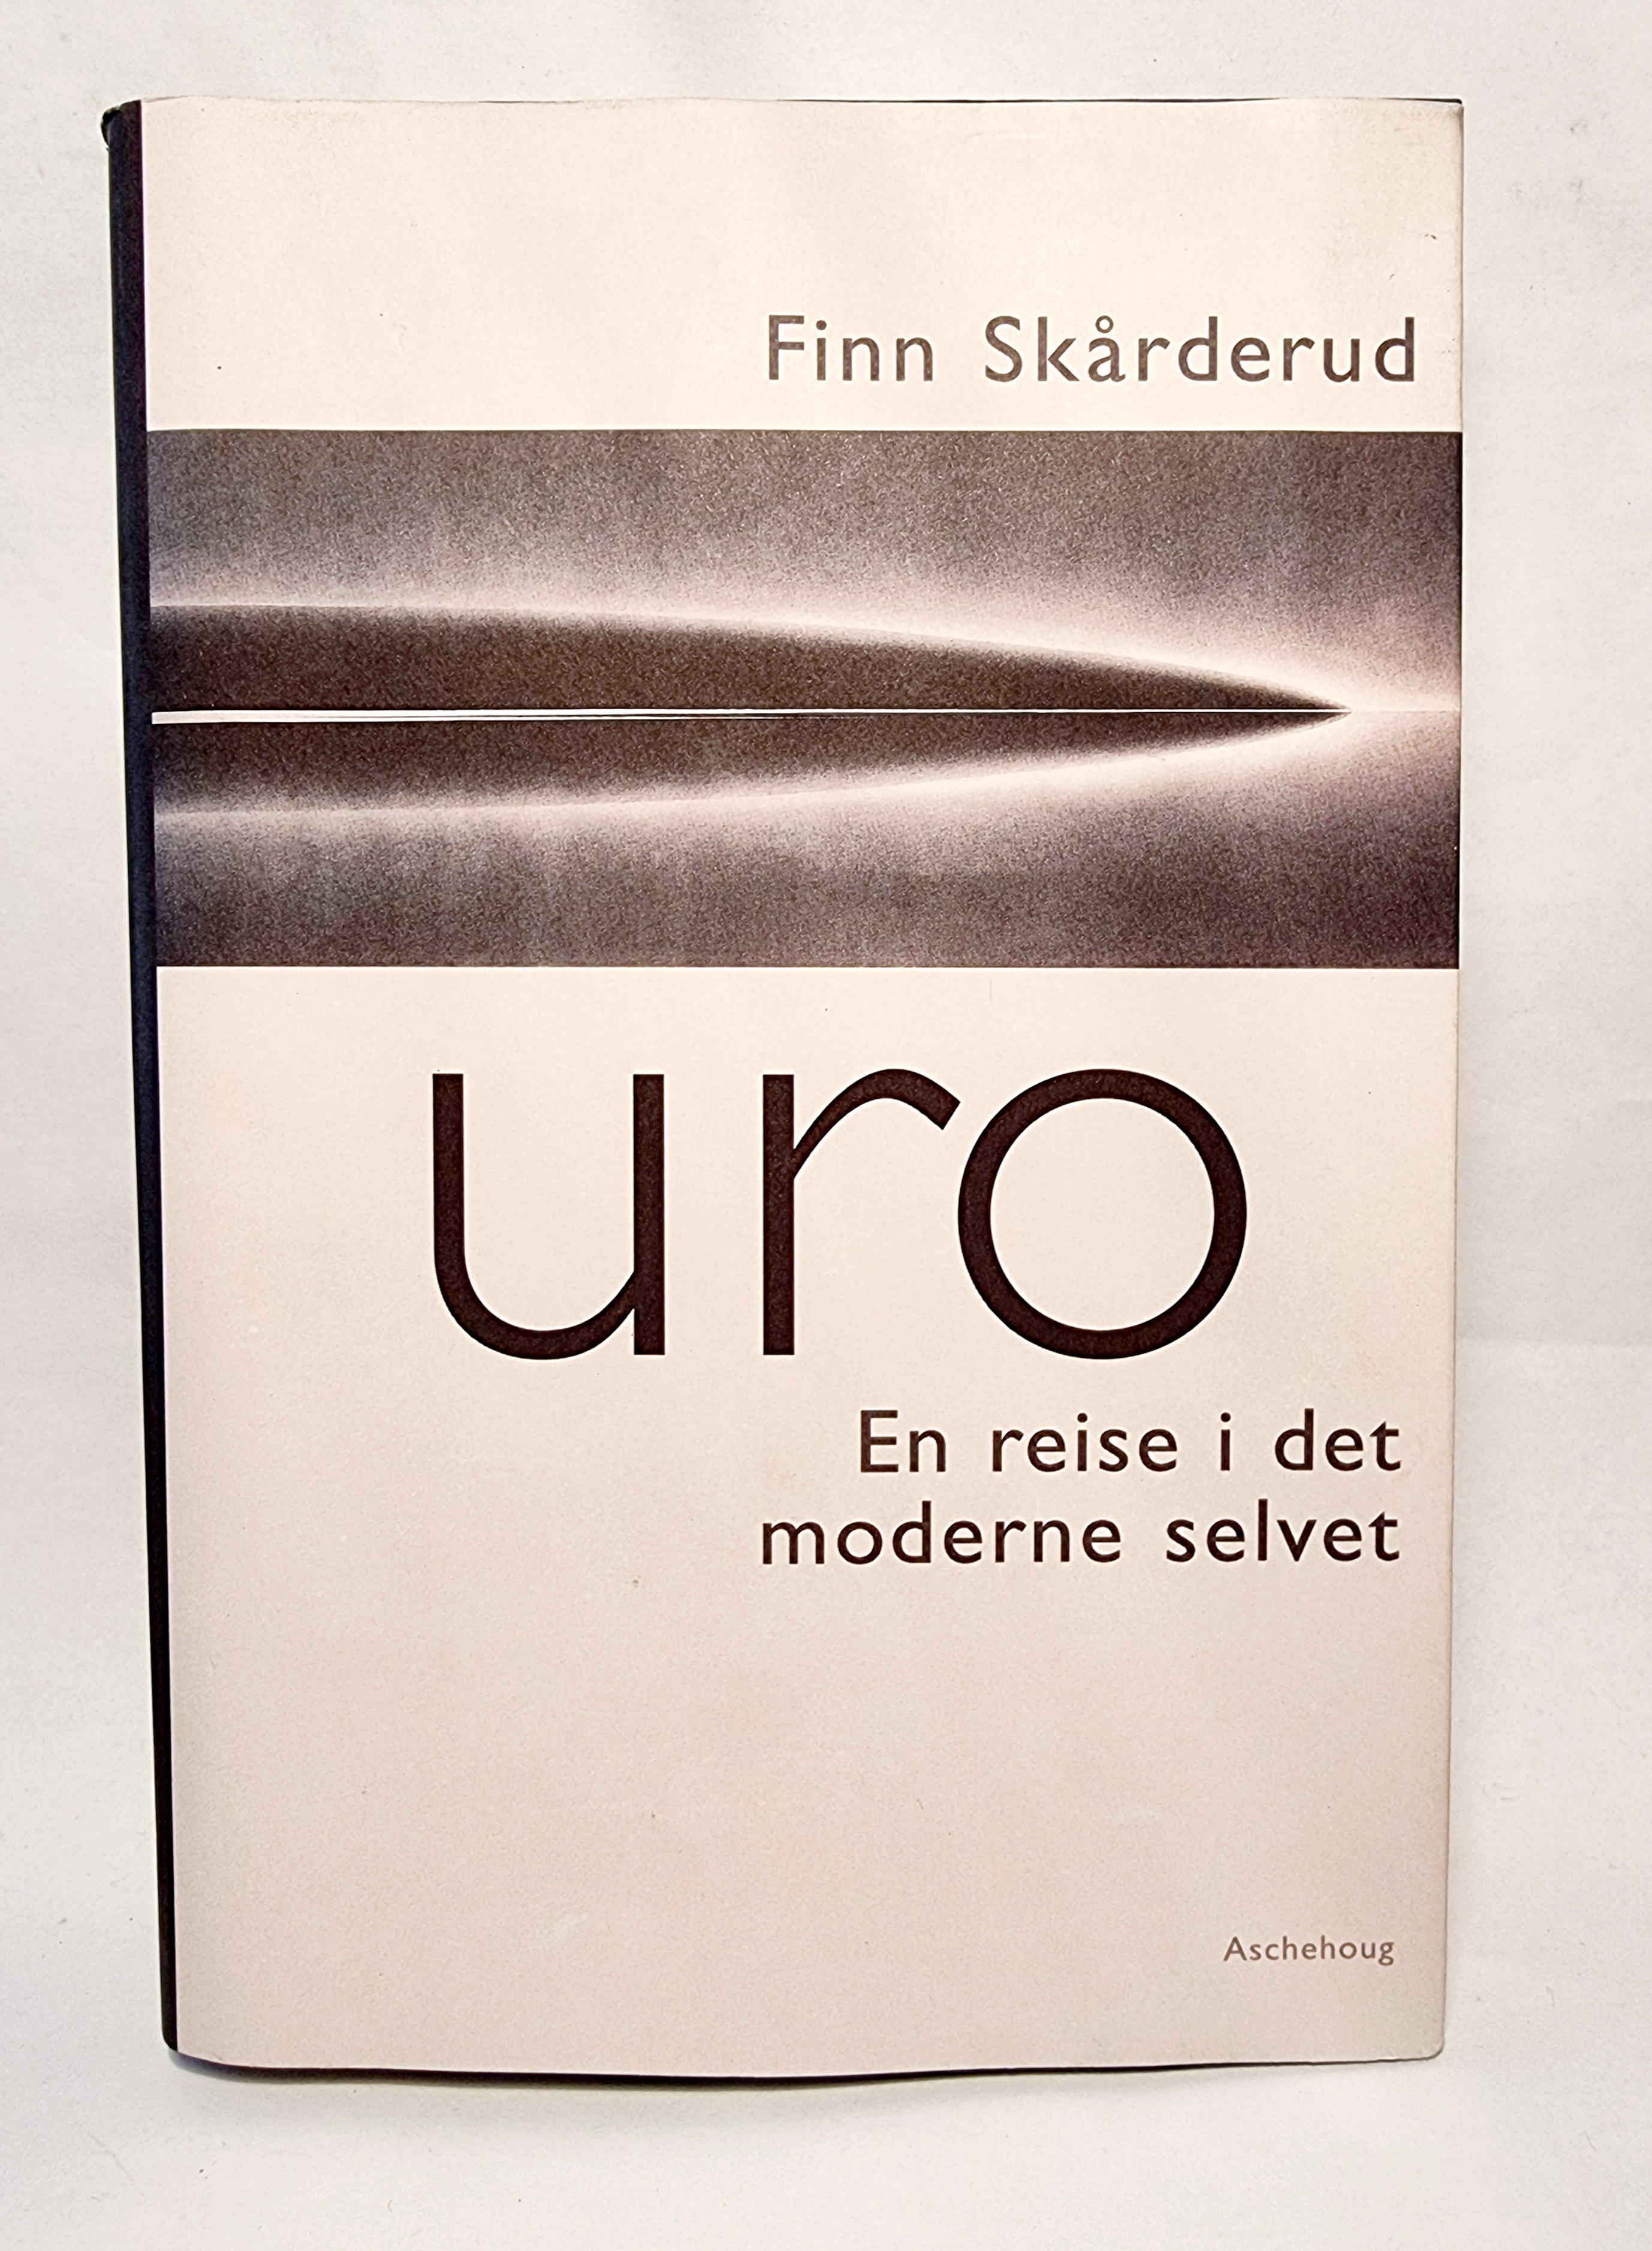 Finn Skårderud
uro
En reise i det
moderne selvet
Aschehoug